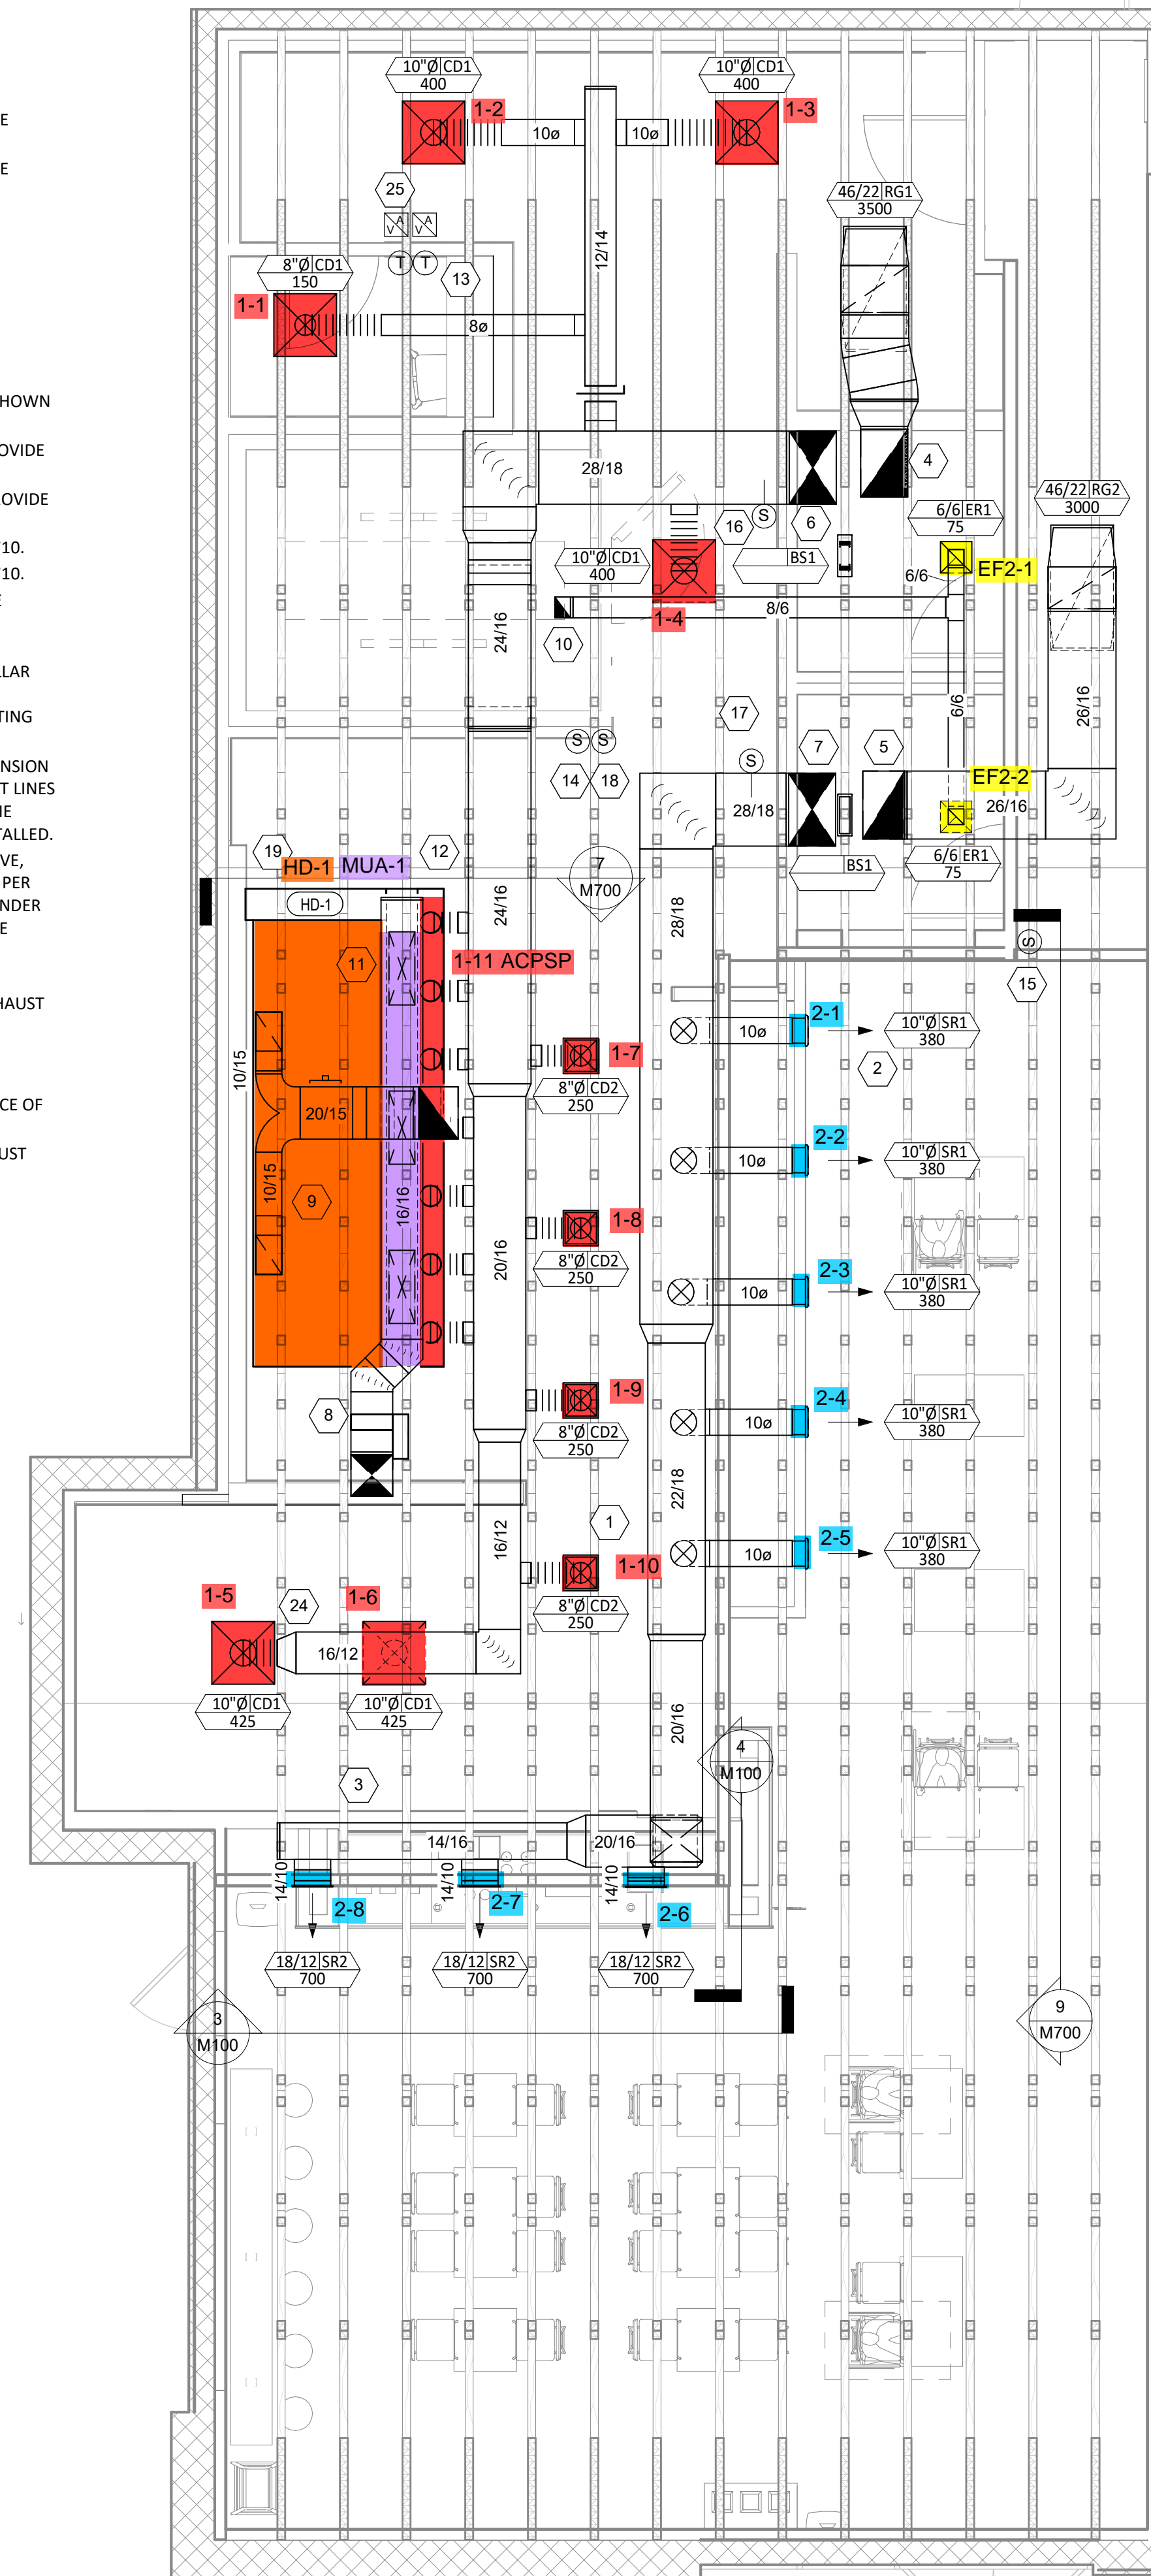 E
E
HOWN
OVIDE
ROVIDE
/10.
/10.
E
LLAR
TING
NSION
T LINES
HE
TALLED.
VE,
PER
NDER
E
HAUST
CE OF
UST
10"Ø CD1
400
1-2
10ø
10ø
10"Ø CD1
400
1-3
25
A
V
A
V
T
T
13
8"Ø CD1
150
1-1
8ø
12/14
46/22 RG1
3500
4
28/18
S
16
6
10"Ø CD1
400
1-4
BS1
6/6 ER1
75
EF2-1
6/6
46/22 RG2
3000
8/6
10
24/16
6/6
26/16
17
S
S
14
18
S
7
5
28/18
EF2-2
26/16
6/6 ER1
75
BS1
19
HD-1
MUA-1
12
HD-1
7
M700
24/16
28/18
11
1-11 ACPSP
S
15
10/15
20/15
10/15
9
16/16
8
1-7
8"Ø CD2
250
1-8
8"Ø CD2
250
20/16
1-9
8"Ø CD2
250
1
1-10
8"Ø CD2
250
16/12
10ø
2-1
10"Ø SR1
380
2
10ø
2-2
10"Ø SR1
380
10ø
2-3
10"Ø SR1
380
10ø
2-4
10"Ø SR1
380
22/18
10ø
2-5
10"Ø SR1
380
1-5
24
1-6
16/12
10"Ø CD1
425
10"Ø CD1
425
20/16
4
M100
3
14/16
20/16
14/10
14/10
14/10
2-8
2-7
2-6
18/12 SR2
700
18/12 SR2
700
18/12 SR2
700
3
M100
9
M700